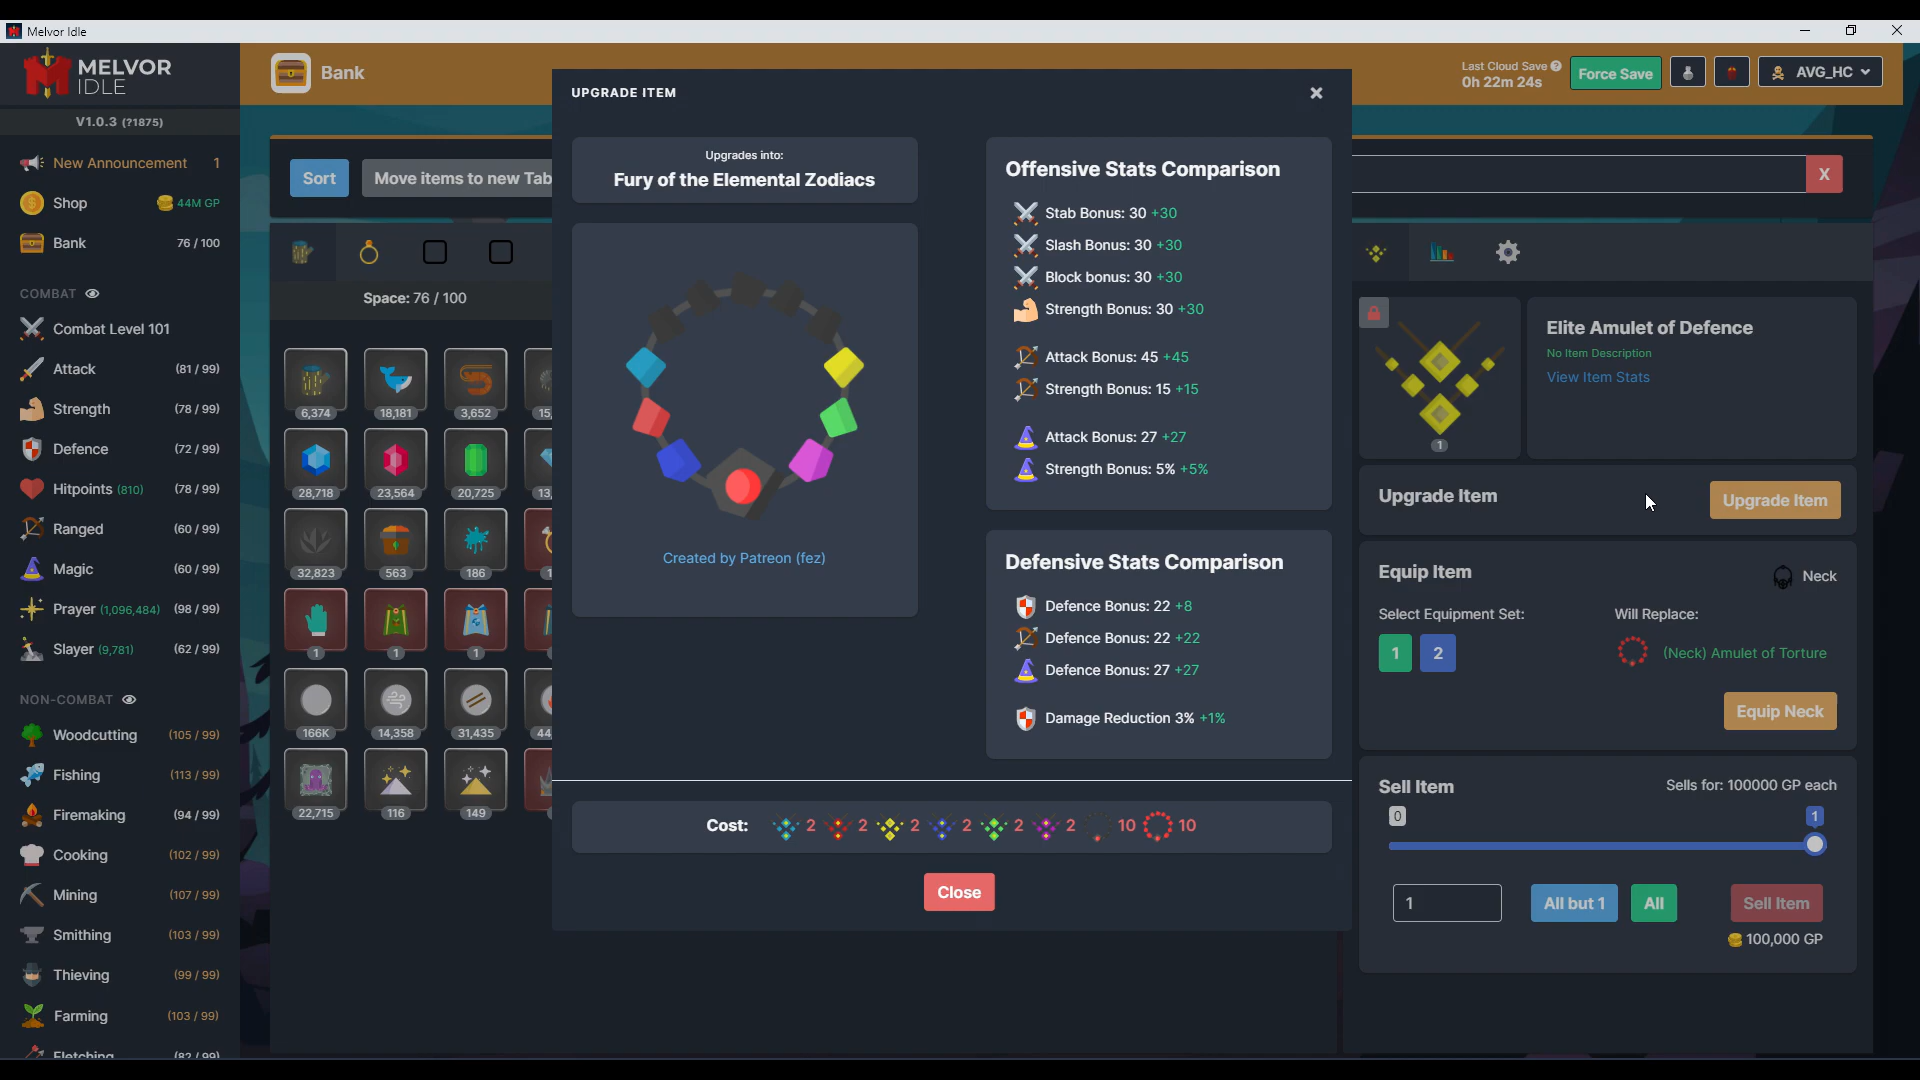 Melvor Idle
MELVOR
IDLE
V1.0.3 (?1875)
New Announcement 1
Shop 44M GP
Bank 76 / 100
COMBAT
Combat Level 101
Attack (81 / 99)
Strength (78 / 99)
Defence (72 / 99)
Hitpoints (810) (78 / 99)
Ranged (60 / 99)
Magic (60 / 99)
Prayer (1,096,484) (98 / 99)
Slayer (9,781) (62 / 99)
NON-COMBAT
Woodcutting (105 / 99)
Fishing (113 / 99)
Firemaking (94 / 99)
Cooking (102 / 99)
Mining (107 / 99)
Smithing (103 / 99)
Thieving (99 / 99)
Farming (103 / 99)
Fletching (82 / 99)
Bank
Last Cloud Save
0h 22m 24s
Force Save
AVG_HC
Sort
Move items to new Tab
X
Space: 76 / 100
6,374 18,181 3,652
28,718 23,564 20,725
32,823 563 186
1 1 1
166K 14,358 31,435
22,715 116 149
UPGRADE ITEM
Upgrades into:
Fury of the Elemental Zodiacs
Created by Patreon (fez)
Offensive Stats Comparison
Stab Bonus: 30 +30
Slash Bonus: 30 +30
Block bonus: 30 +30
Strength Bonus: 30 +30
Attack Bonus: 45 +45
Strength Bonus: 15 +15
Attack Bonus: 27 +27
Strength Bonus: 5% +5%
Defensive Stats Comparison
Defence Bonus: 22 +8
Defence Bonus: 22 +22
Defence Bonus: 27 +27
Damage Reduction 3% +1%
Cost: 2 2 2 2 2 2 10 10
Close
1
Elite Amulet of Defence
No Item Description
View Item Stats
Upgrade Item
Upgrade Item
Equip Item
Neck
Select Equipment Set:
Will Replace:
1 2
(Neck) Amulet of Torture
Equip Neck
Sell Item
Sells for: 100000 GP each
0 1
1
All but 1
All
Sell Item
100,000 GP